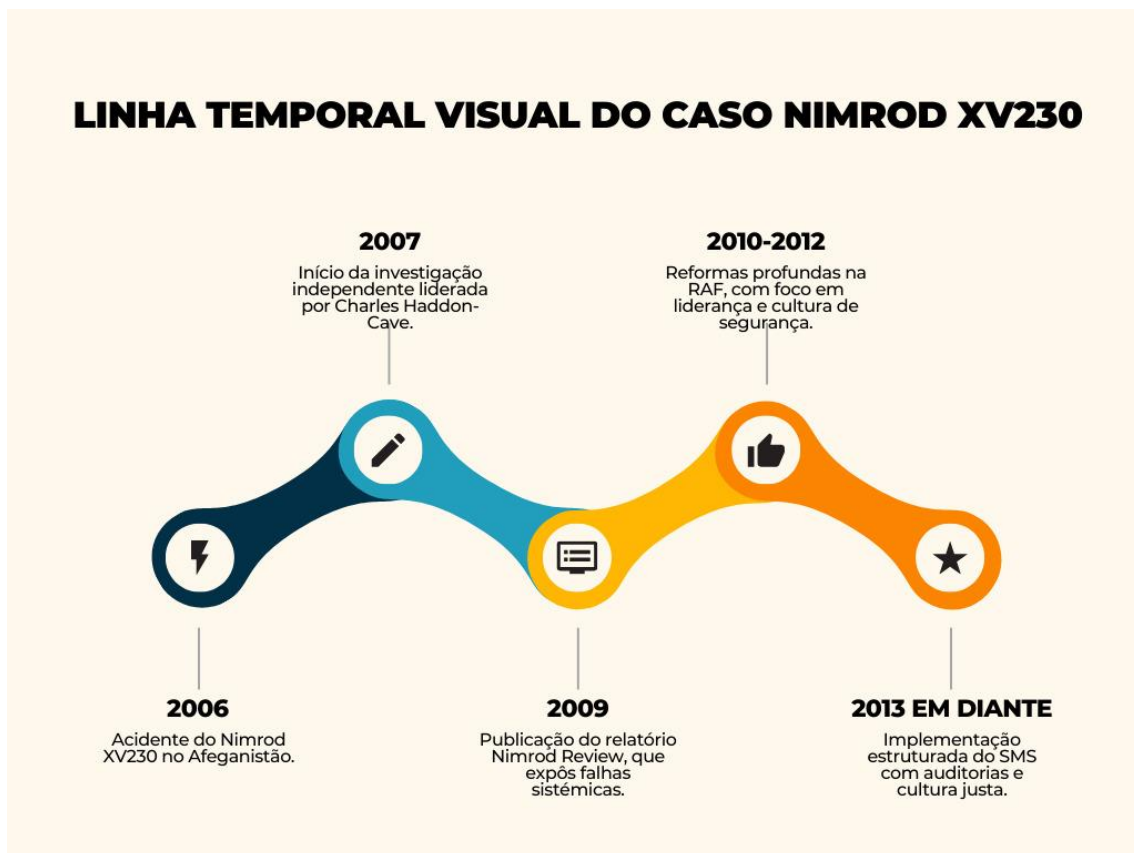 LINHA TEMPORAL VISUAL DO CASO NIMROD XV230
2007
Início da investigação
independente liderada
por Charles Haddon-
Cave.
2010-2012
Reformas profundas na
RAF, com foco em
liderança e cultura de
segurança.
2006
Acidente do Nimrod
XV230 no Afeganistão.
2009
Publicação do relatório
Nimrod Review, que
expôs falhas
sistémicas.
2013 EM DIANTE
Implementação
estruturada do SMS
com auditorias e
cultura justa.